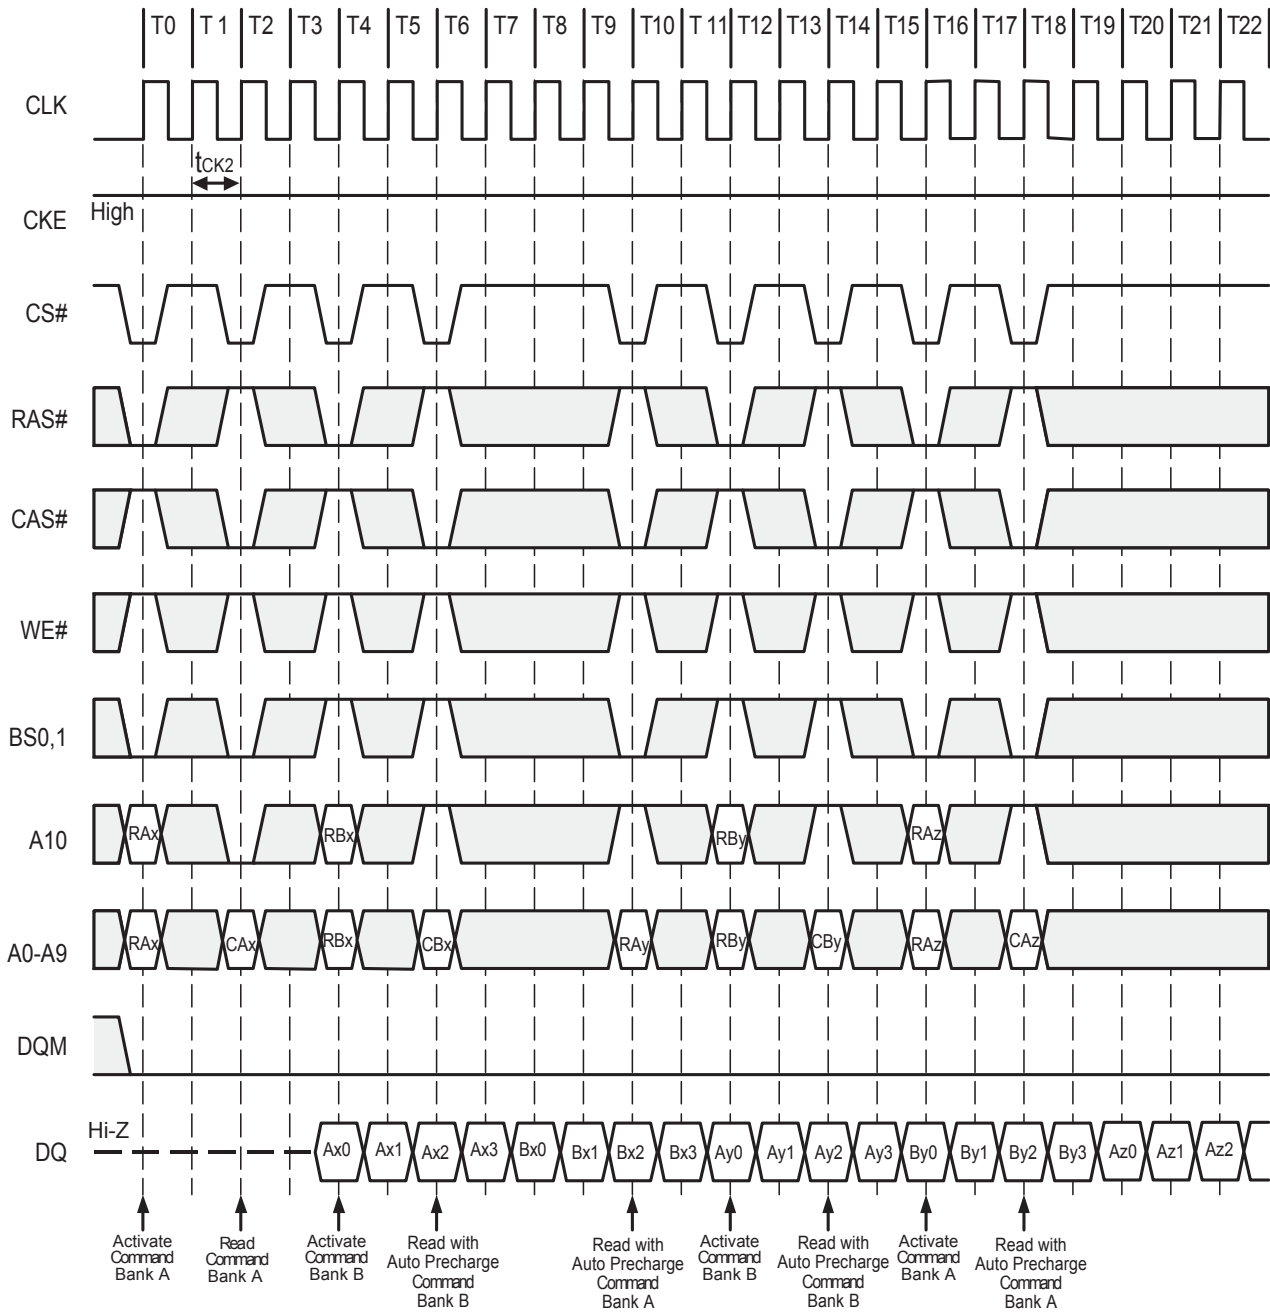 T0 T 1 T2 T3 T4 T5 T6 T7 T8 T9 T10 T 11 T12 T13 T14 T15 T16 T17 T18 T19 T20 T21 T22
CLK
tCK2
CKE High
CS#
RAS#
CAS#
WE#
BS0,1
A10 RAx RBx RBy RAz
A0-A9 RAx CAx RBx CBx RAy RBy CBy RAz CAz
DQM
DQ Hi-Z Ax0 Ax1 Ax2 Ax3 Bx0 Bx1 Bx2 Bx3 Ay0 Ay1 Ay2 Ay3 By0 By1 By2 By3 Az0 Az1 Az2
Activate
Command
Bank A
Read
Command
Bank A
Activate
Command
Bank B
Read with
Auto Precharge
Command
Bank B
Read with
Auto Precharge
Command
Bank A
Activate
Command
Bank B
Read with
Auto Precharge
Command
Bank B
Activate
Command
Bank A
Read with
Auto Precharge
Command
Bank A